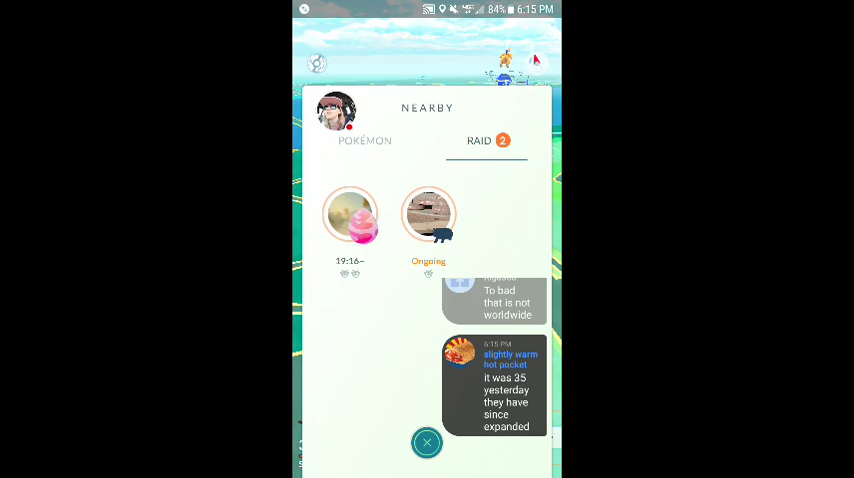 84% 6:15 PM
NEARBY
POKÉMON
RAID 2
19:16~
Ongoing
To bad
that is not
worldwide
6:15 PM
slightly warm
hot pocket
it was 35
yesterday
they have
since
expanded